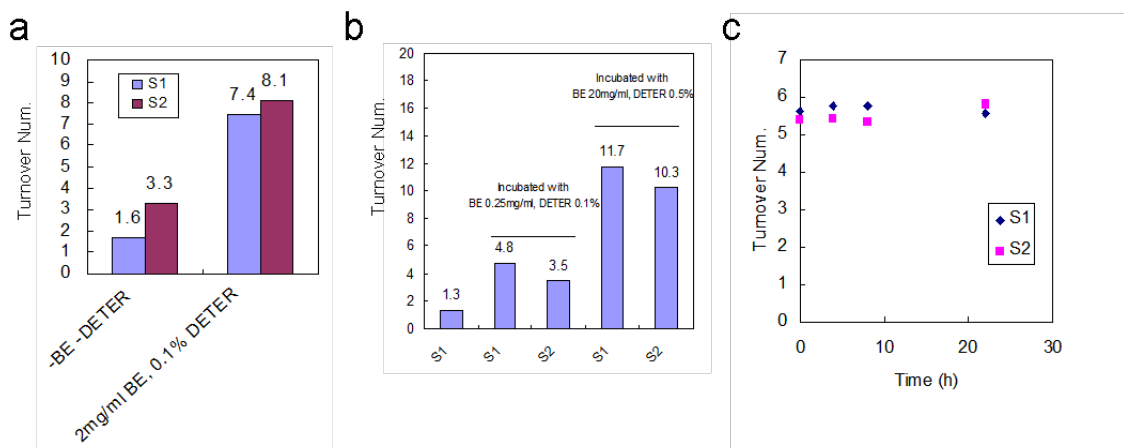 a
10
9
8
7
6
5
4
3
2
1
0
Turnover Num.
S1
S2
1.6
3.3
7.4
8.1
-BE -DETER
2mg/ml BE, 0.1% DETER
b
20
18
16
14
12
10
8
6
4
2
0
Turnover Num.
Incubated with
BE 20mg/ml, DETER 0.5%
Incubated with
BE 0.25mg/ml, DETER 0.1%
1.3
4.8
3.5
11.7
10.3
S1
S1
S2
S1
S2
c
7
6
5
4
3
2
1
0
Turnover Num.
S1
S2
0
10
20
30
Time (h)